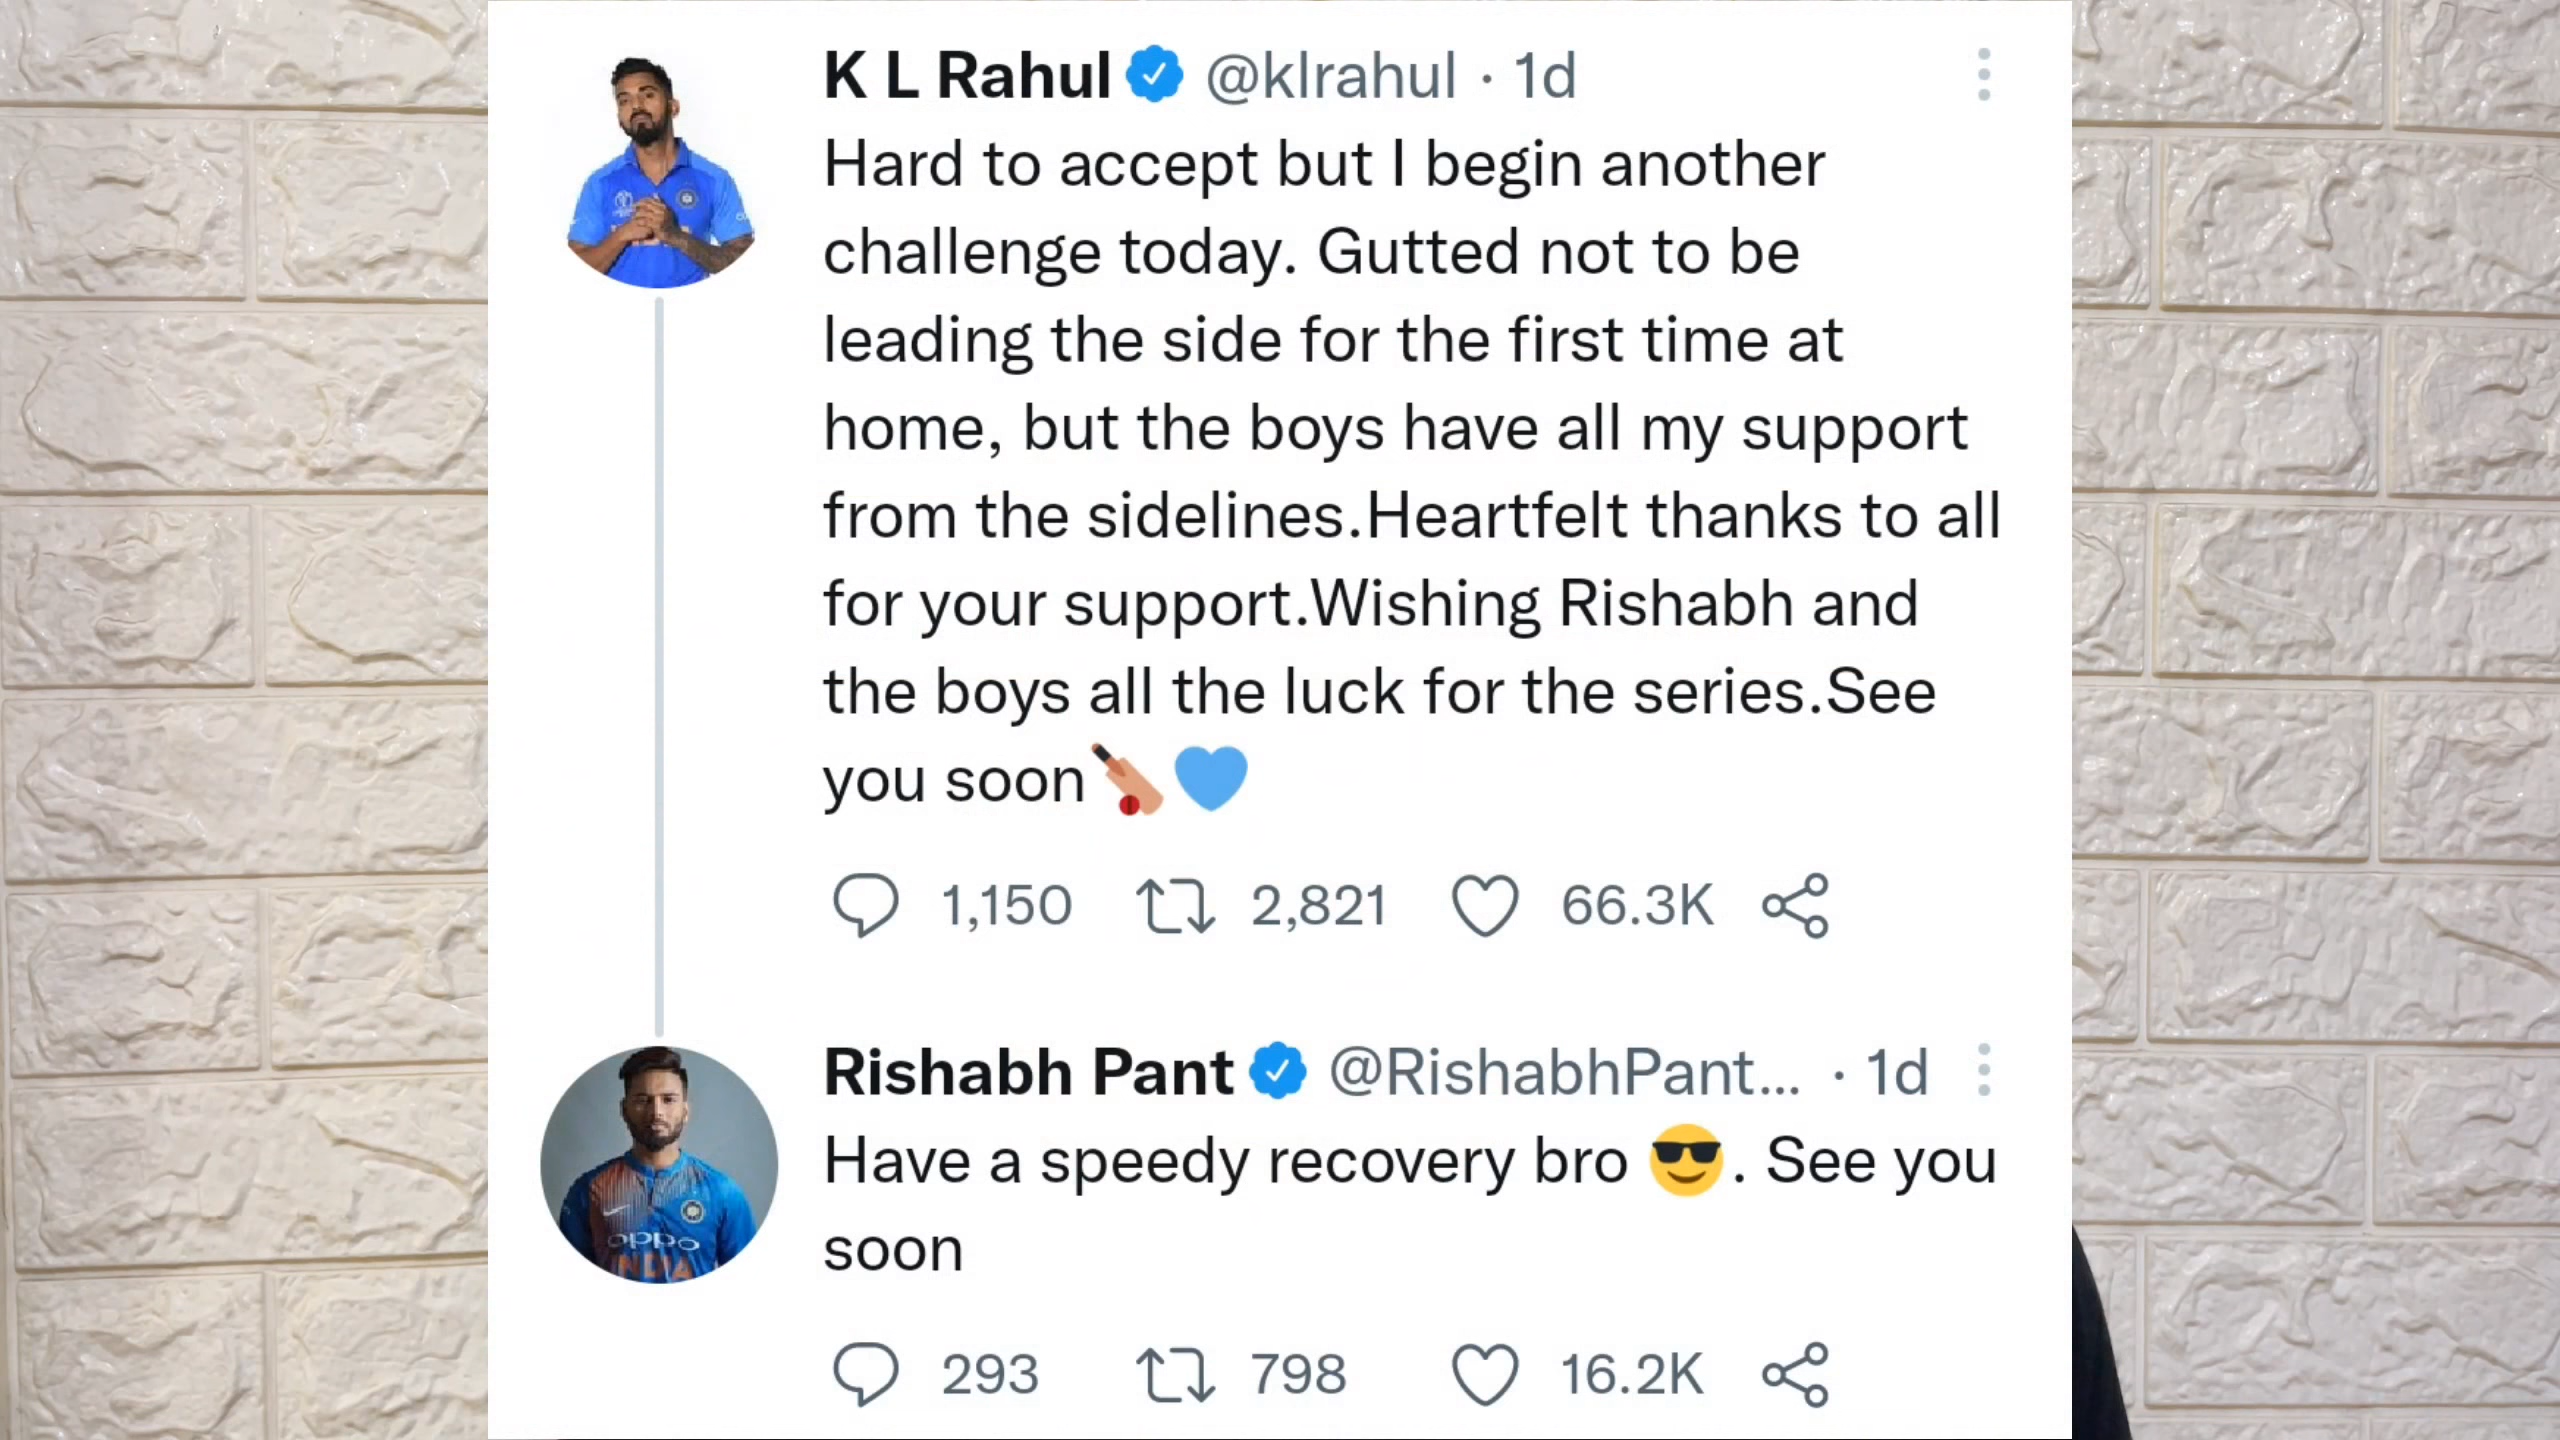 K L Rahul @klrahul · 1d
Hard to accept but I begin another
challenge today. Gutted not to be
leading the side for the first time at
home, but the boys have all my support
from the sidelines.Heartfelt thanks to all
for your support.Wishing Rishabh and
the boys all the luck for the series.See
you soon🏏💙
1,150 2,821 66.3K
Rishabh Pant @RishabhPant... · 1d
Have a speedy recovery bro 😎. See you
soon
oppo
INDIA
293 798 16.2K